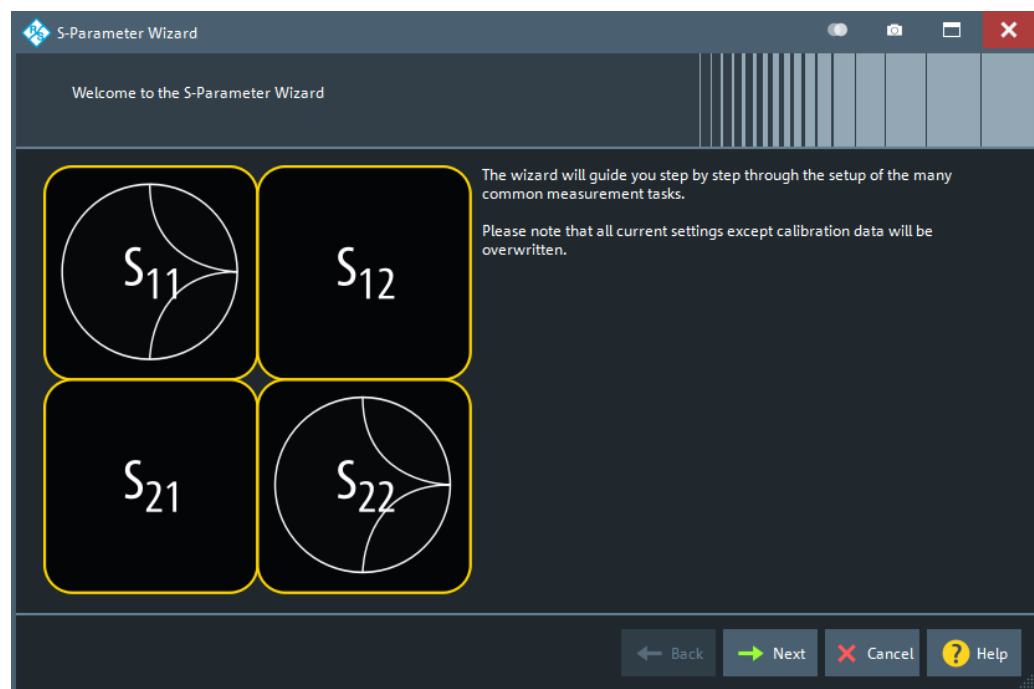 S-Parameter Wizard
Welcome to the S-Parameter Wizard
S11
S12
S21
S22
The wizard will guide you step by step through the setup of the many
common measurement tasks.
Please note that all current settings except calibration data will be
overwritten.
Back
Next
Cancel
? Help